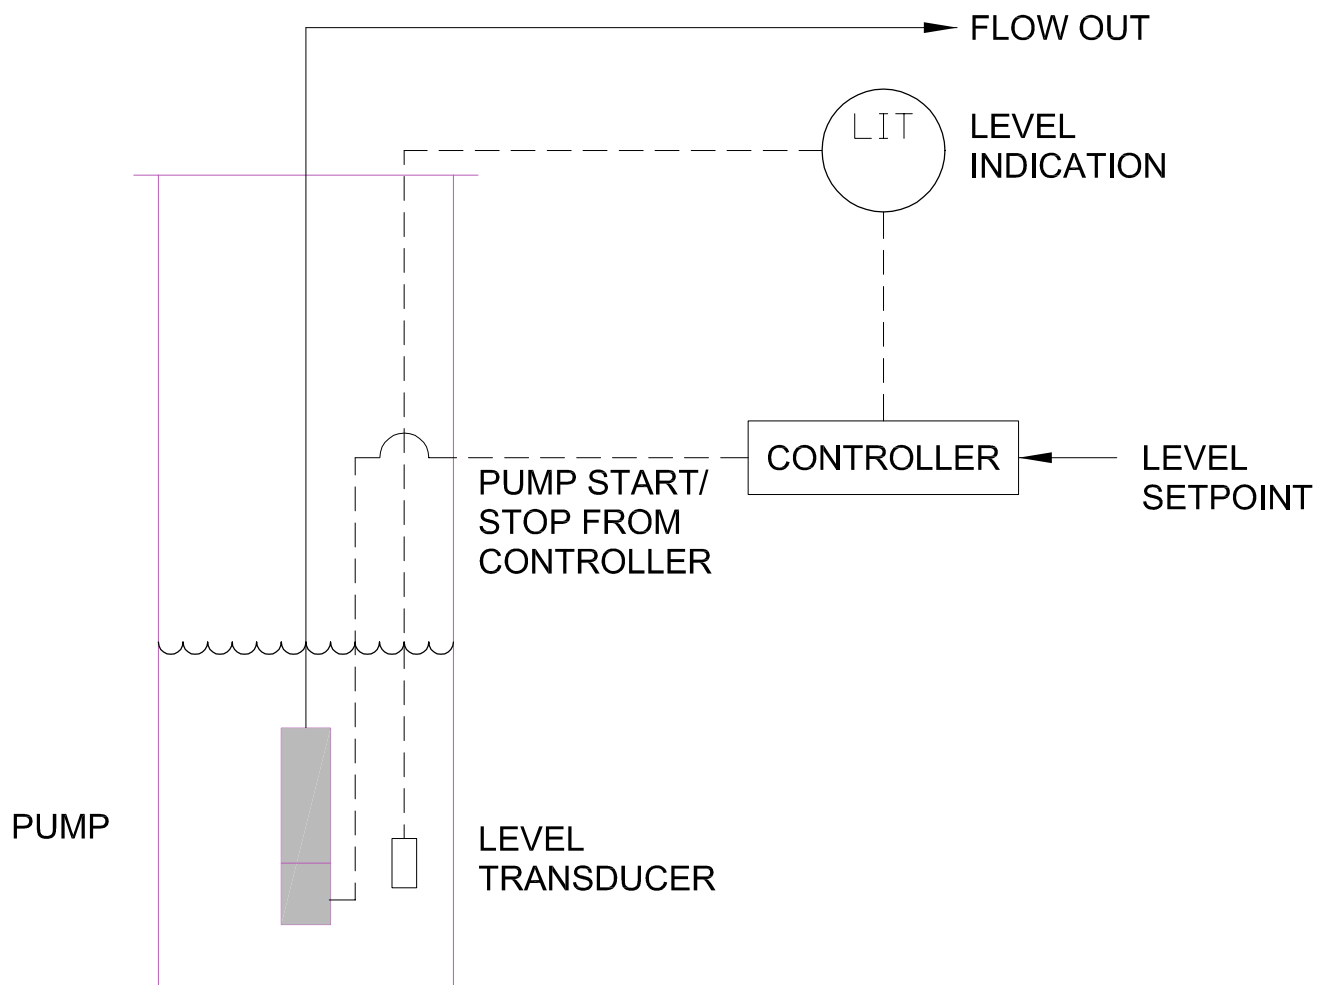 FLOW OUT
LIT
LEVEL
INDICATION
CONTROLLER
LEVEL
SETPOINT
PUMP START/
STOP FROM
CONTROLLER
PUMP
LEVEL
TRANSDUCER